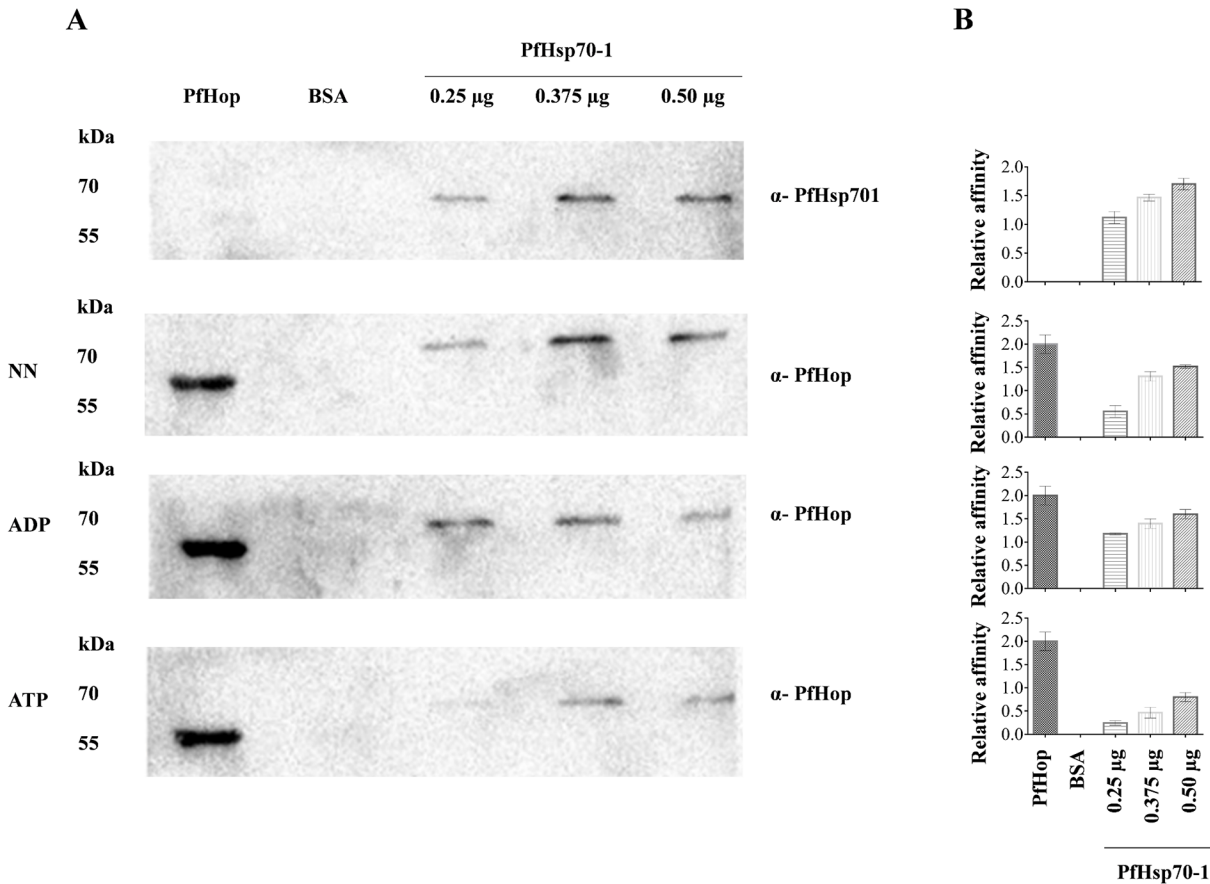 A
B
PfHsp70-1
PfHop BSA 0.25 µg 0.375 µg 0.50 µg
kDa
70
55
α- PfHsp701
kDa
NN
70
55
α- PfHop
kDa
ADP
70
55
α- PfHop
kDa
ATP
70
55
α- PfHop
Relative affinity
2.0
1.5
1.0
0.5
0.0
Relative affinity
2.5
2.0
1.5
1.0
0.5
0.0
Relative affinity
2.5
2.0
1.5
1.0
0.5
0.0
Relative affinity
2.5
2.0
1.5
1.0
0.5
0.0
PfHop BSA 0.25 µg 0.375 µg 0.50 µg
PfHsp70-1